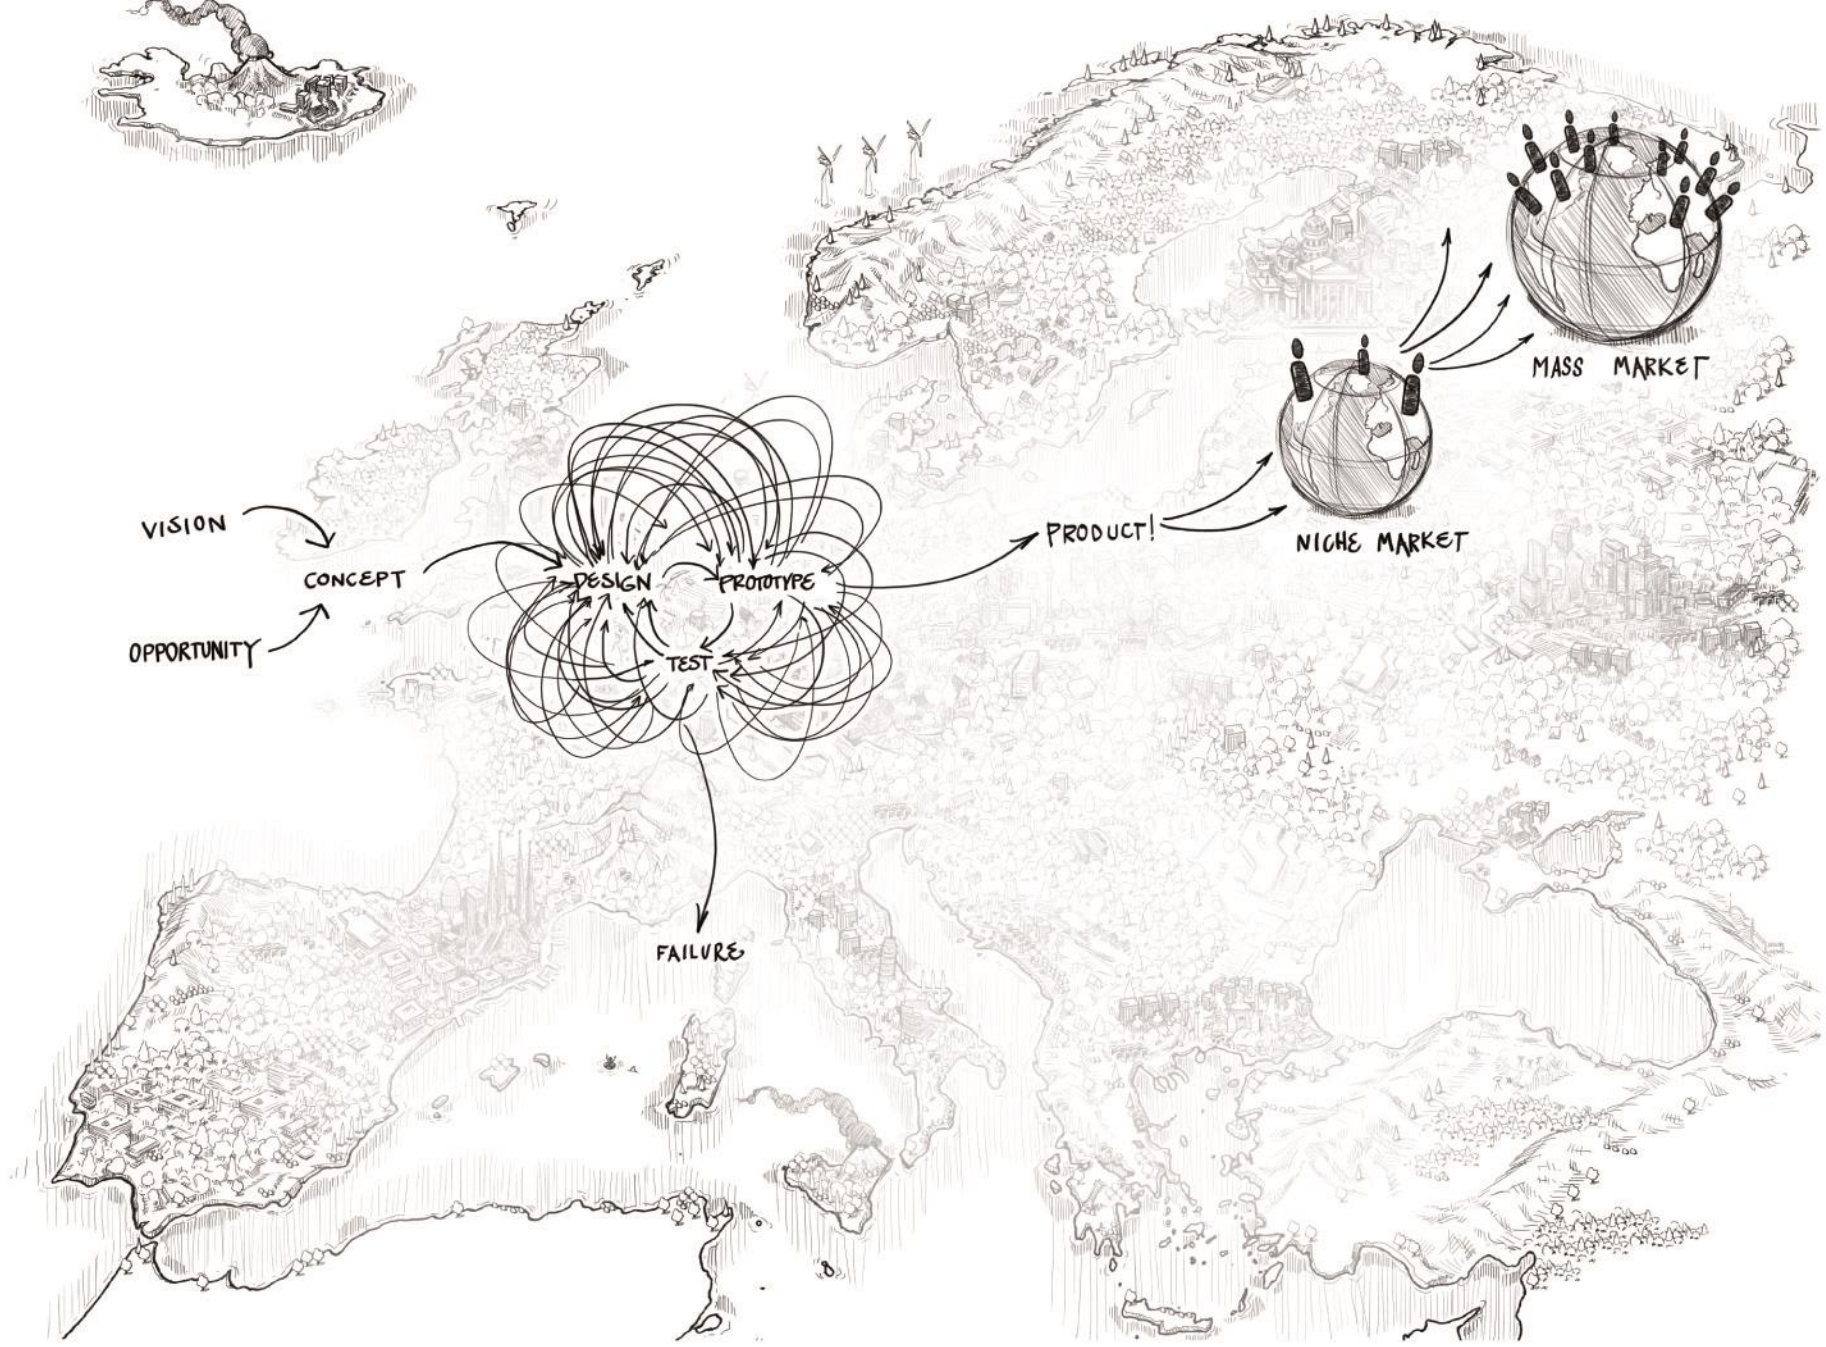 VISION
CONCEPT
OPPORTUNITY
DESIGN
PROTOTYPE
TEST
FAILURE
PRODUCT!
NICHE MARKET
MASS MARKET